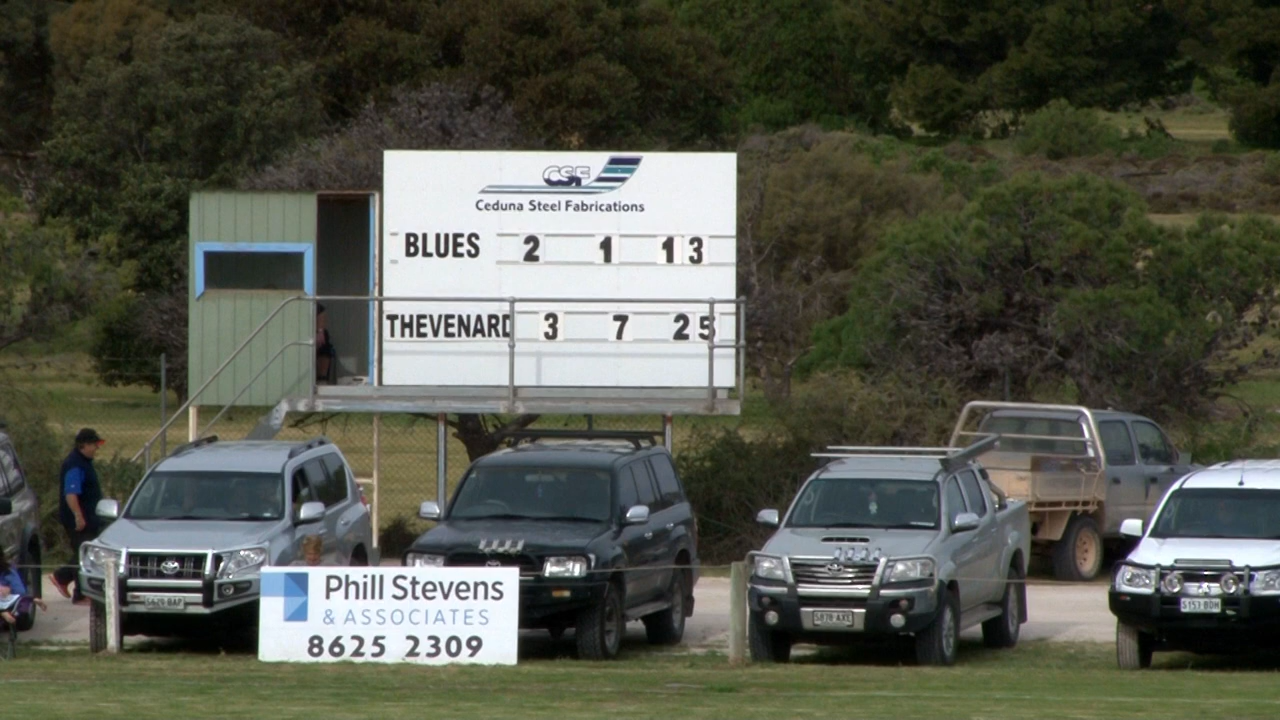 CSF
Ceduna Steel Fabrications
BLUES 2 1 13
THEVENARD 3 7 25
Phill Stevens
& ASSOCIATES
8625 2309